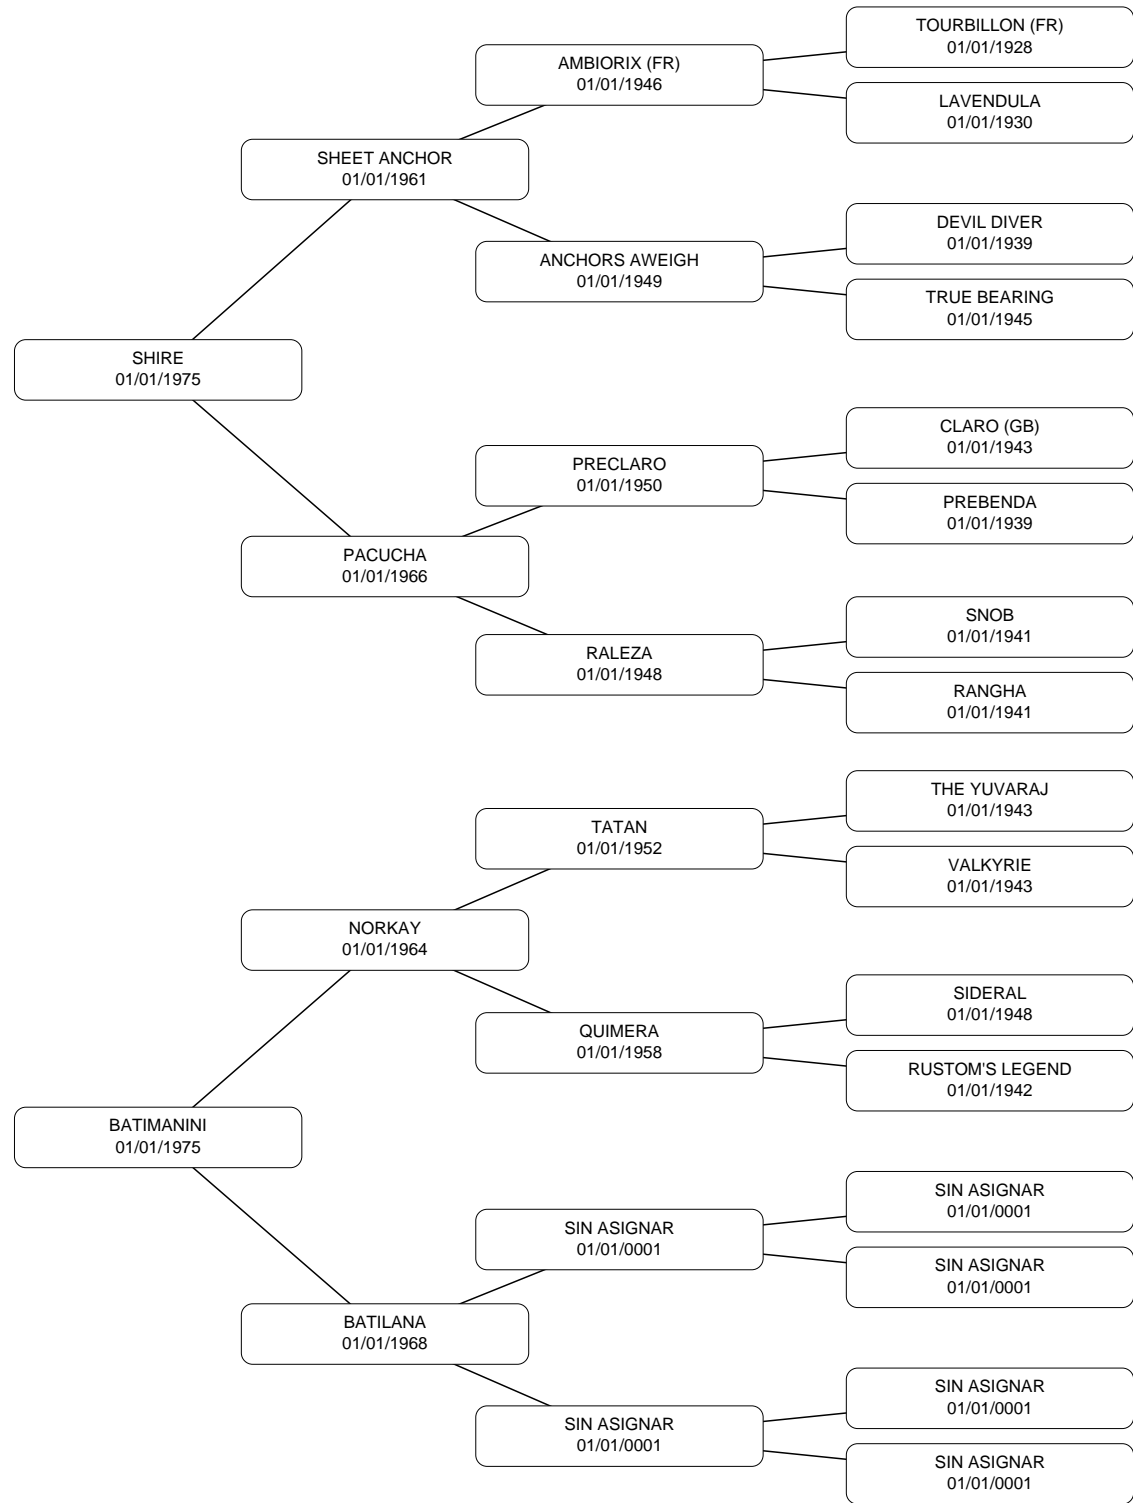 TOURBILLON (FR)
01/01/1928
AMBIORIX (FR)
01/01/1946
LAVENDULA
01/01/1930
SHEET ANCHOR
01/01/1961
DEVIL DIVER
01/01/1939
ANCHORS AWEIGH
01/01/1949
TRUE BEARING
01/01/1945
SHIRE
01/01/1975
CLARO (GB)
01/01/1943
PRECLARO
01/01/1950
PREBENDA
01/01/1939
PACUCHA
01/01/1966
SNOB
01/01/1941
RALEZA
01/01/1948
RANGHA
01/01/1941
THE YUVARAJ
01/01/1943
TATAN
01/01/1952
VALKYRIE
01/01/1943
NORKAY
01/01/1964
SIDERAL
01/01/1948
QUIMERA
01/01/1958
RUSTOM'S LEGEND
01/01/1942
BATIMANINI
01/01/1975
SIN ASIGNAR
01/01/0001
SIN ASIGNAR
01/01/0001
SIN ASIGNAR
01/01/0001
BATILANA
01/01/1968
SIN ASIGNAR
01/01/0001
SIN ASIGNAR
01/01/0001
SIN ASIGNAR
01/01/0001